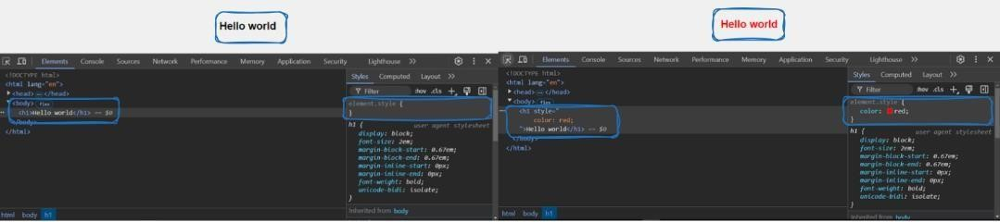 Hello world
Elements Console Sources Network Performance Memory Application Security Lighthouse
<!DOCTYPE html>
<html lang="en">
<head> </head>
<body> flex
<h1>Hello world</h1> == $0
</body>
</html>
html body h1
Styles Computed Layout
Filter :hov .cls
element.style {
h1 { user agent stylesheet
display: block;
font-size: 2em;
margin-block-start: 0.67em;
margin-block-end: 0.67em;
margin-inline-start: 0px;
margin-inline-end: 0px;
font-weight: bold;
unicode-bidi: isolate;
}
Inherited from body
Hello world
Elements Console Sources Network Performance Memory Application Security Lighthouse
<!DOCTYPE html>
<html lang="en">
<head> </head>
<body> flex
<h1 style="
color: red;
">Hello world</h1> == $0
</body>
</html>
html body h1
Styles Computed Layout
Filter :hov .cls
element.style {
color: red;
}
h1 { user agent stylesheet
display: block;
font-size: 2em;
margin-block-start: 0.67em;
margin-block-end: 0.67em;
margin-inline-start: 0px;
margin-inline-end: 0px;
font-weight: bold;
unicode-bidi: isolate;
}
Inherited from body